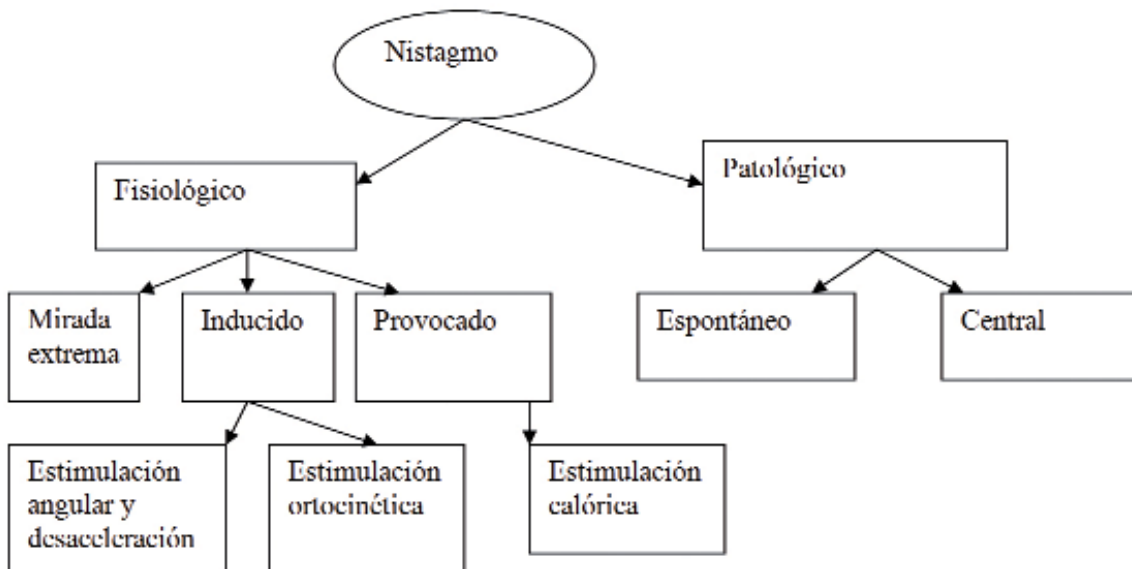 Nistagmo
Fisiológico
Patológico
Mirada
extrema
Inducido
Provocado
Espontáneo
Central
Estimulación
angular y
desaceleración
Estimulación
ortocinética
Estimulación
calórica